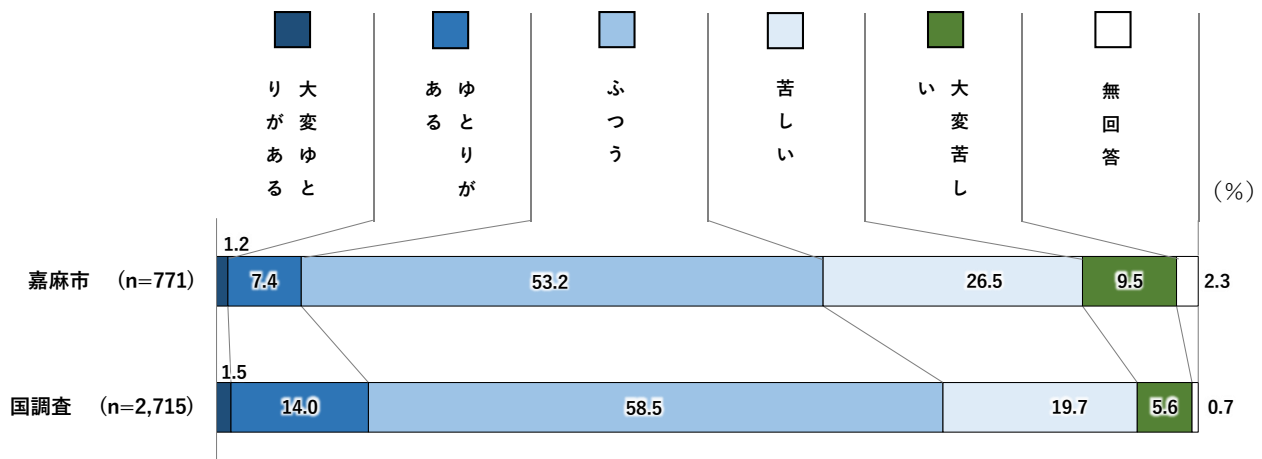 大変ゆと
りがある
ゆとりが
ある
ふつう
苦しい
大変苦し
い
無回答
(%)
1.2
嘉麻市 (n=771) 7.4 53.2 26.5 9.5 2.3
1.5
国調査 (n=2,715) 14.0 58.5 19.7 5.6 0.7